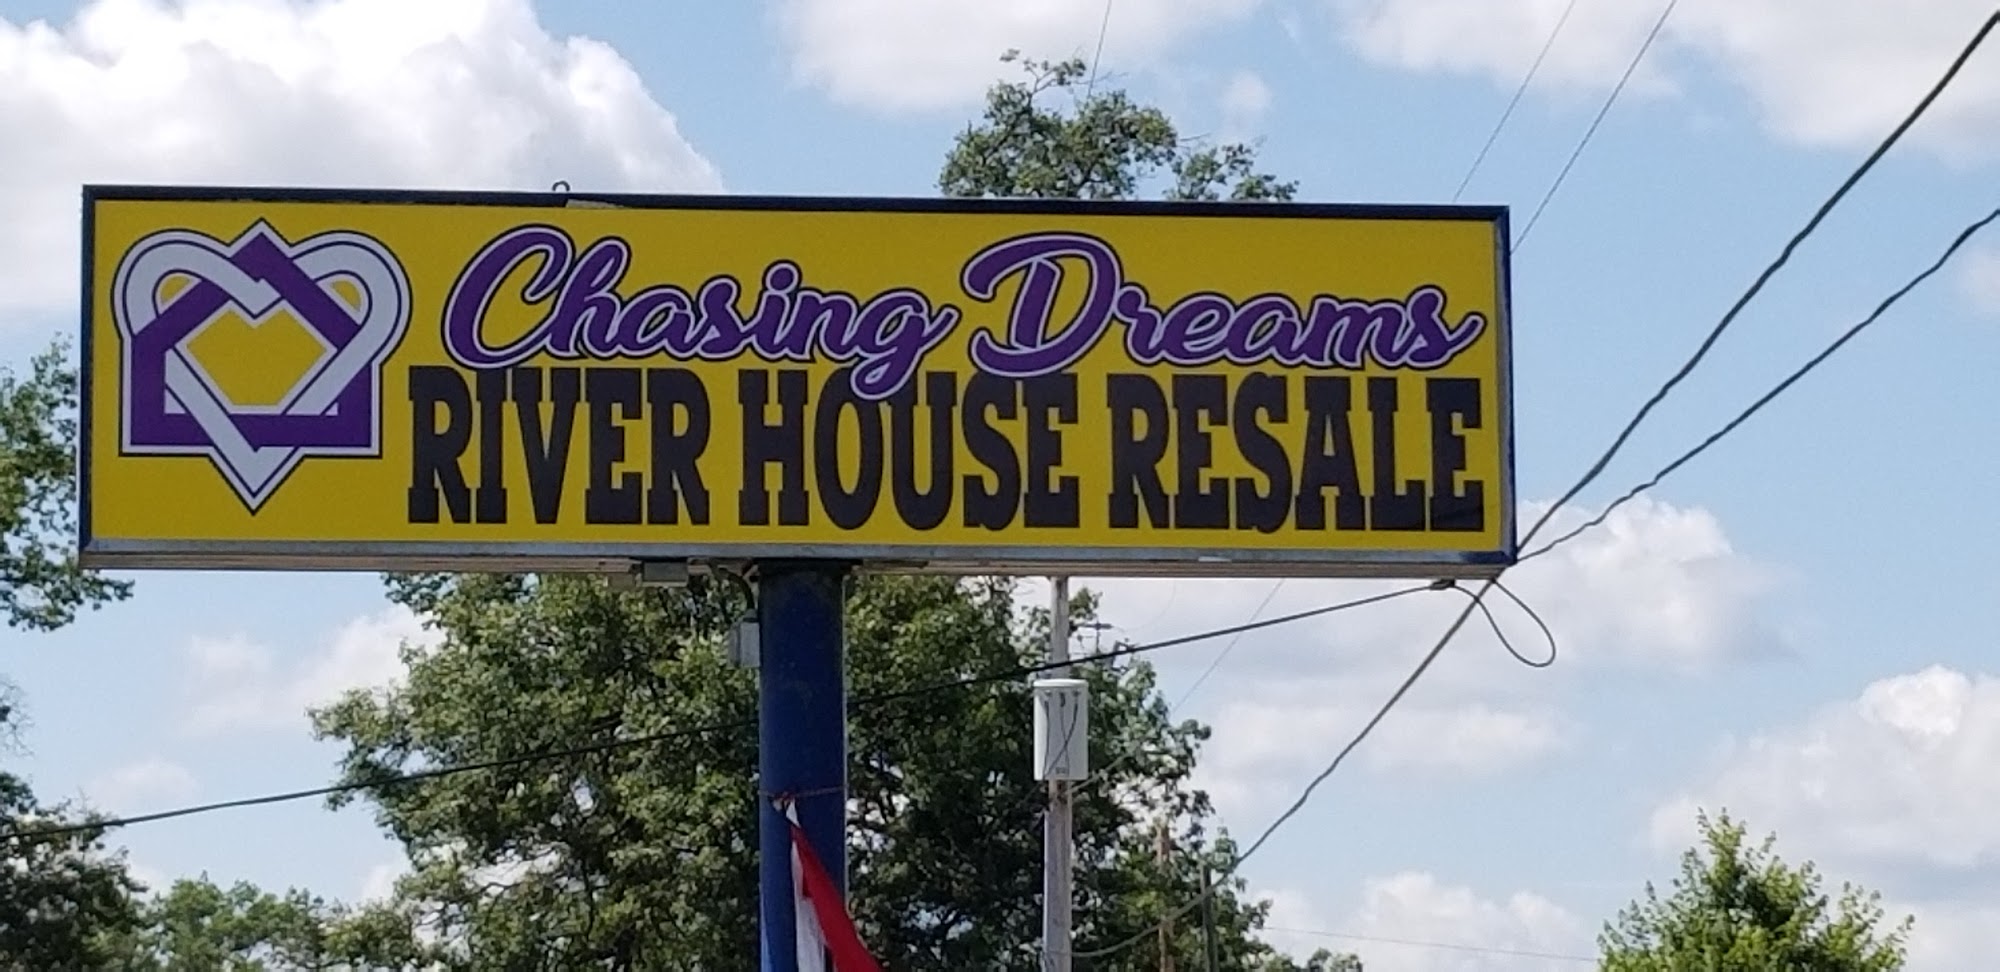 Chasing Dreams
RIVER HOUSE RESALE